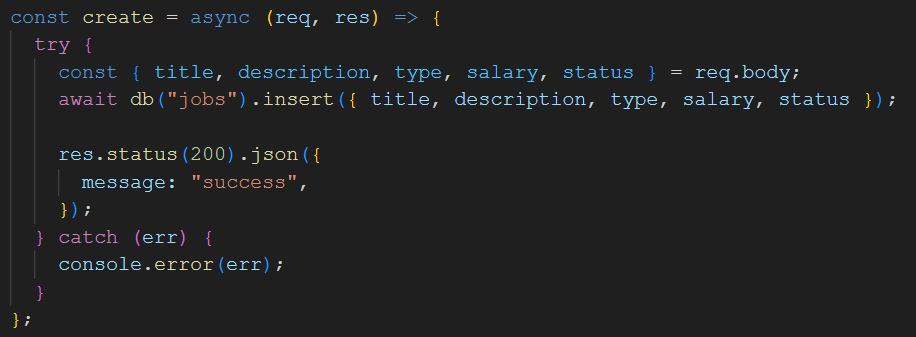 const create = async (req, res) => {
  try {
    const { title, description, type, salary, status } = req.body;
    await db("jobs").insert({ title, description, type, salary, status });

    res.status(200).json({
      message: "success",
    });
  } catch (err) {
    console.error(err);
  }
};